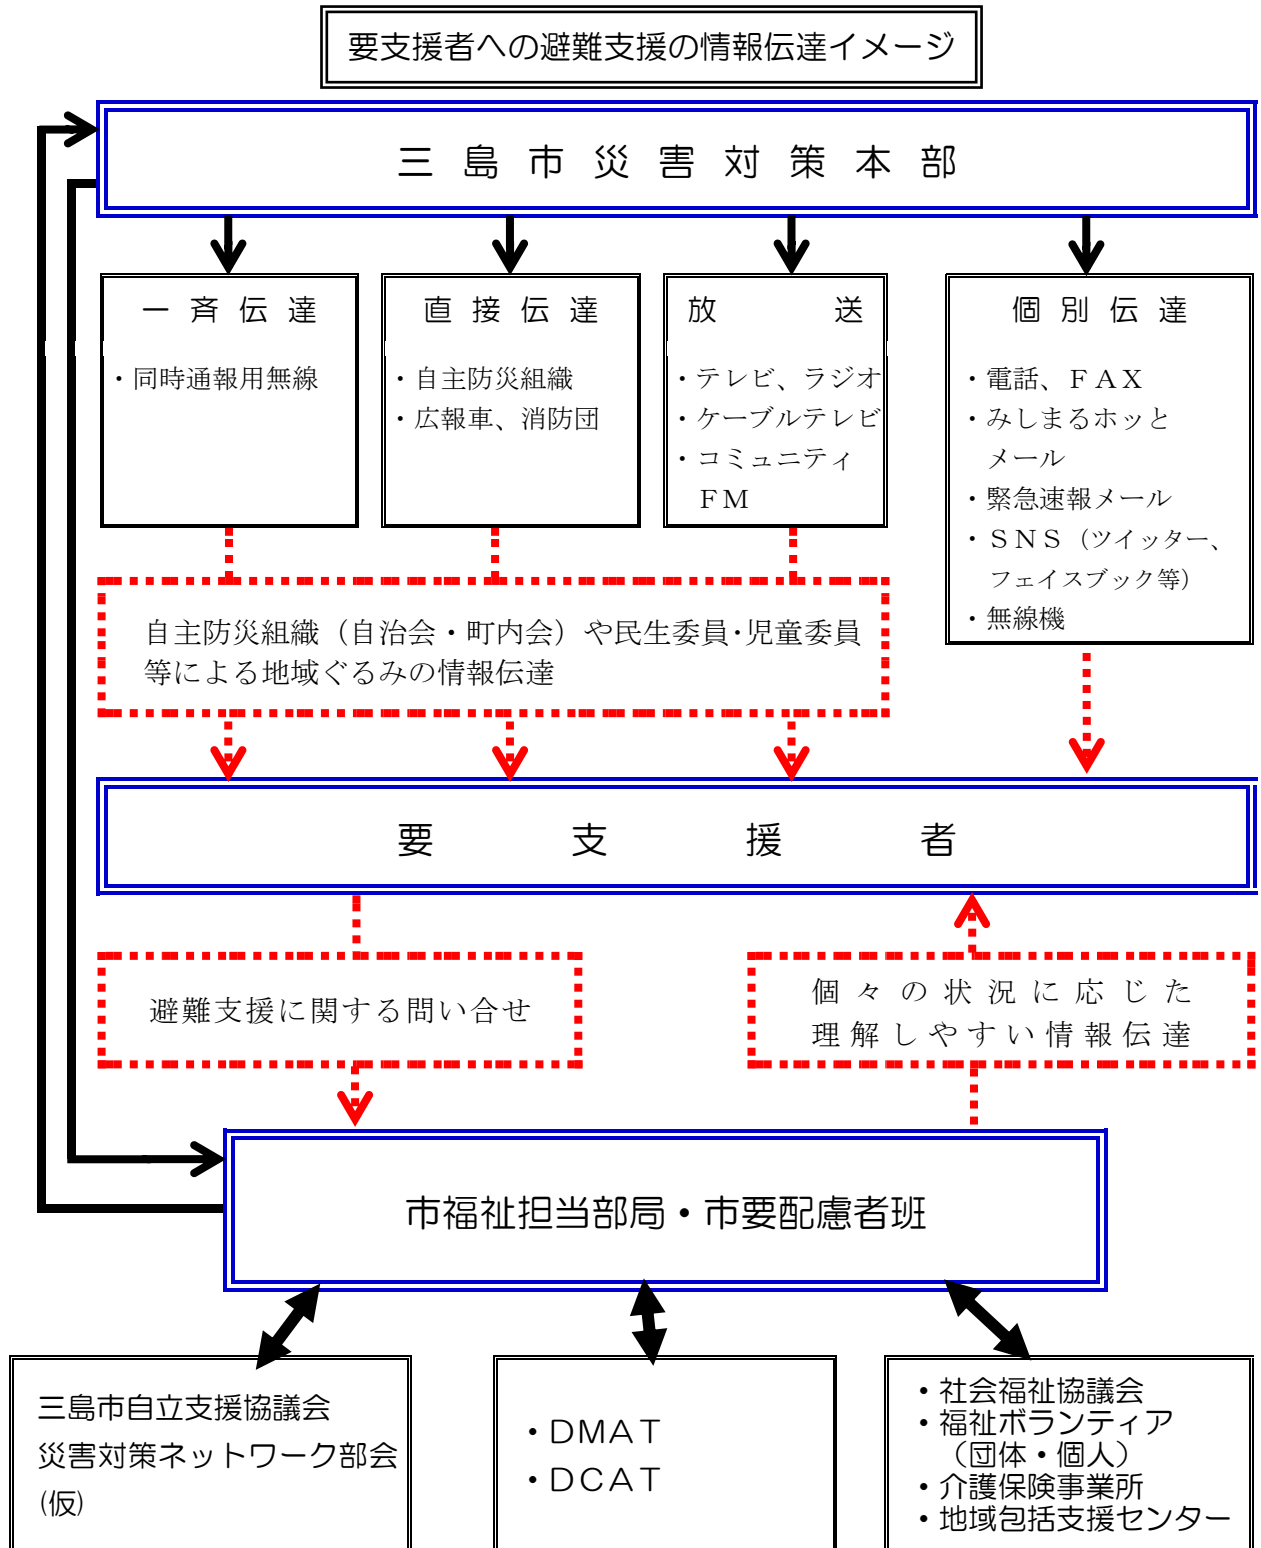 要支援者への避難支援の情報伝達イメージ
三島市災害対策本部
一斉伝達
・同時通報用無線
直接伝達
・自主防災組織
・広報車、消防団
放送
・テレビ、ラジオ
・ケーブルテレビ
・コミュニティ
ＦＭ
個別伝達
・電話、ＦＡＸ
・みしまるホッと
メール
・緊急速報メール
・ＳＮＳ（ツイッター、
フェイスブック等）
・無線機
自主防災組織（自治会・町内会）や民生委員・児童委員
等による地域ぐるみの情報伝達
要支援者
避難支援に関する問い合せ
個々の状況に応じた
理解しやすい情報伝達
市福祉担当部局・市要配慮者班
三島市自立支援協議会
災害対策ネットワーク部会
(仮)
・ＤＭＡＴ
・ＤＣＡＴ
・社会福祉協議会
・福祉ボランティア
（団体・個人）
・介護保険事業所
・地域包括支援センター